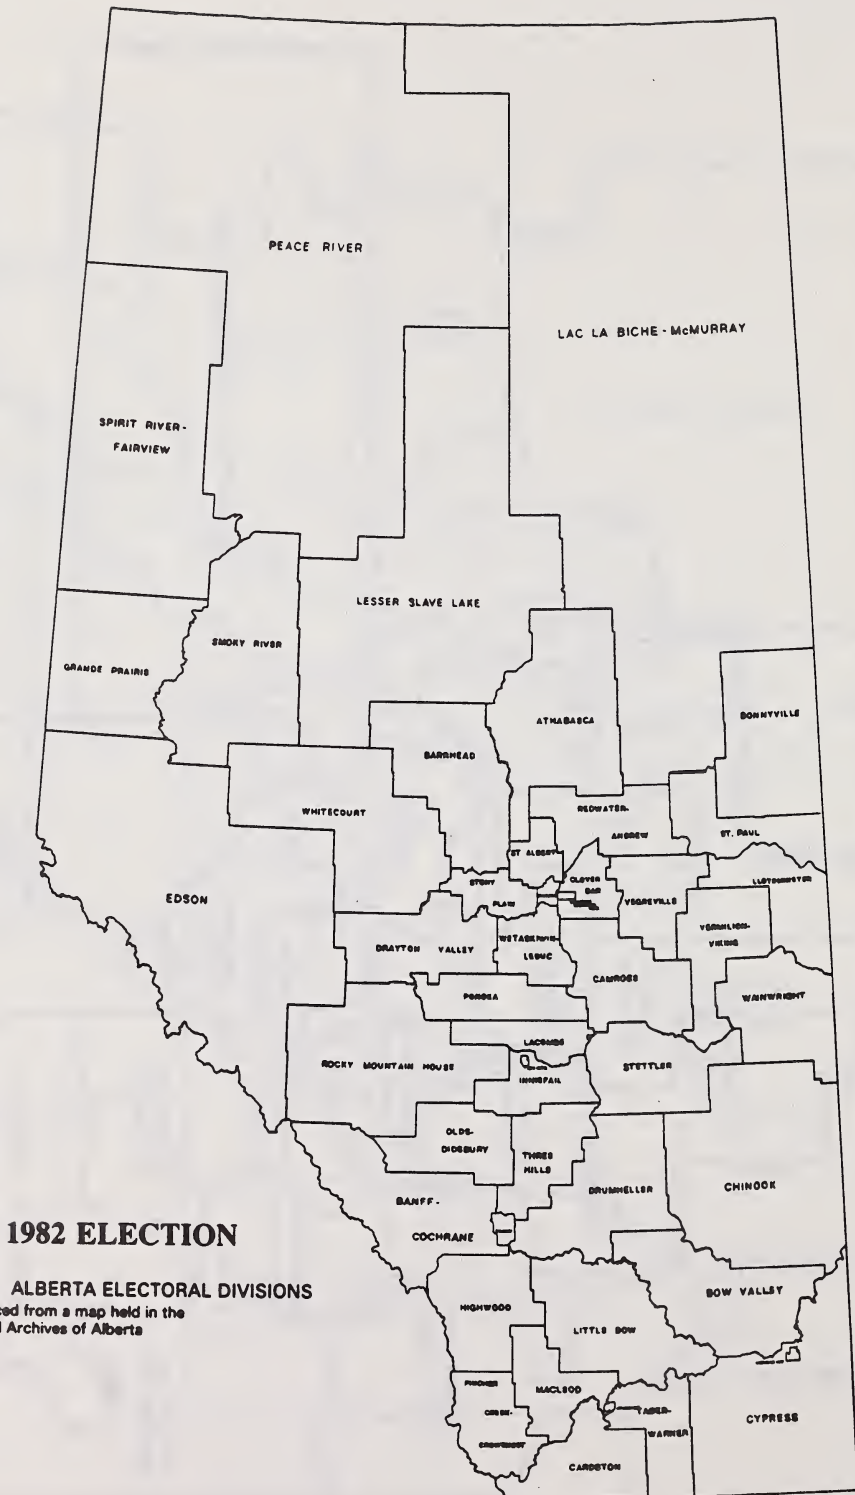 PEACE RIVER
LAC LA BICHE - McMURRAY
SPIRIT RIVER-
FAIRVIEW
LESSER SLAVE LAKE
SMOKY RIVER
GRANDE PRAIRIE
ATHABASCA
BONNYVILLE
BARRHEAD
WHITECOURT
REDWATER-
ANDREW
ST. PAUL
ST ALBERT
CLOVER
BAR
LLOYDMINSTER
STONY
PLAIN
VEGREVILLE
EDSON
VERMILION-
VIKING
DRAYTON VALLEY
WETASKIWIN-
LEDUC
CAMROSE
PONOKA
WAINWRIGHT
LACOMBE
ROCKY MOUNTAIN HOUSE
STETTLER
INNISFAIL
OLDS-
DIDSBURY
THREE
HILLS
DRUMHELLER
CHINOOK
BANFF-
COCHRANE
1982 ELECTION
ALBERTA ELECTORAL DIVISIONS
ced from a map held in the
l Archives of Alberta
HIGHWOOD
LITTLE BOW
BOW VALLEY
PINCHER
CREEK-
CROWSNEST
MACLEOD
TABER-
WARNER
CYPRESS
CARDSTON